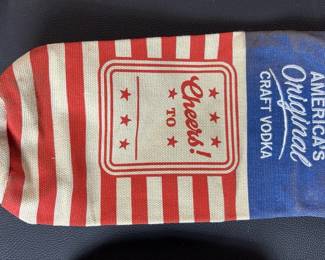 Cheers!
TO
AMERICA'S
Original
CRAFT VODKA